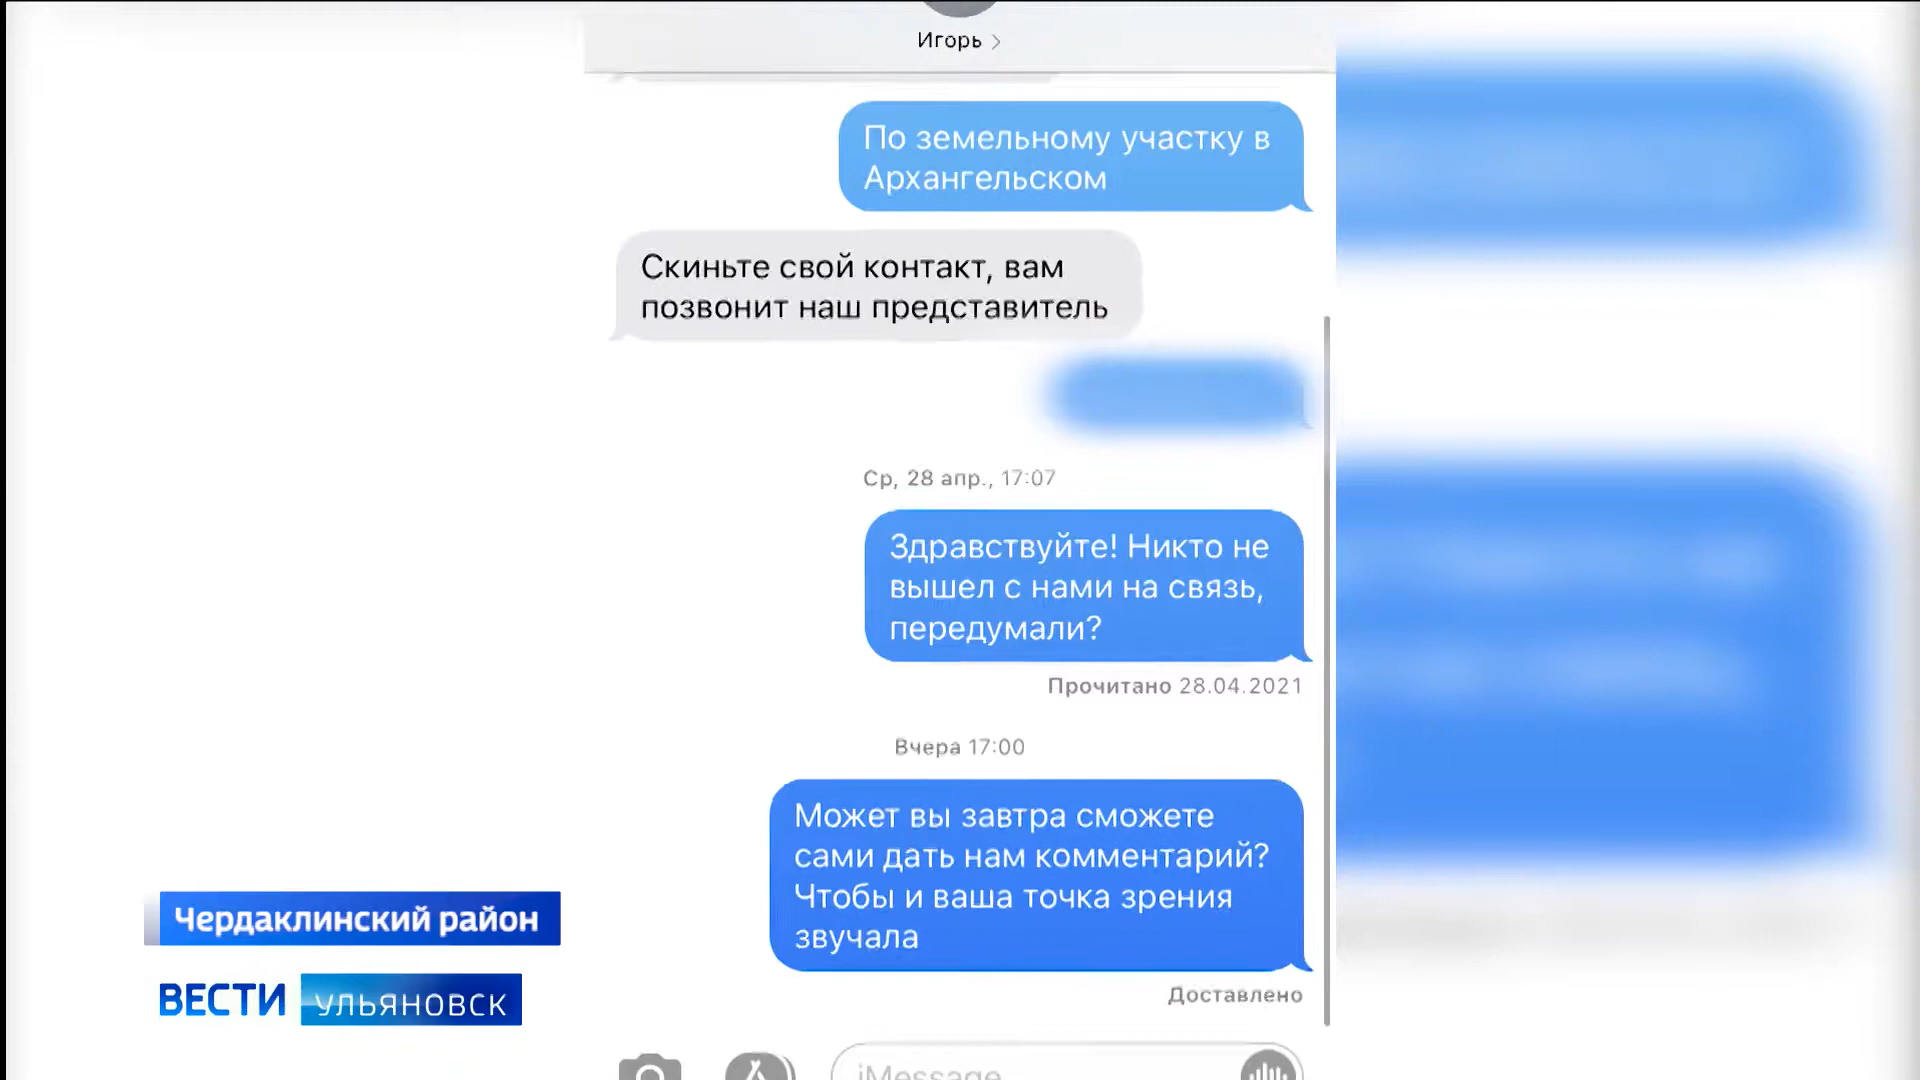 Игорь
По земельному участку в
Архангельском
Скиньте свой контакт, вам
позвонит наш представитель
Ср, 28 апр., 17:07
Здравствуйте! Никто не
вышел с нами на связь,
передумали?
Прочитано 28.04.2021
Вчера 17:00
Может вы завтра сможете
сами дать нам комментарий?
Чтобы и ваша точка зрения
звучала
Доставлено
iMessage
Чердаклинский район
ВЕСТИ УЛЬЯНОВСК